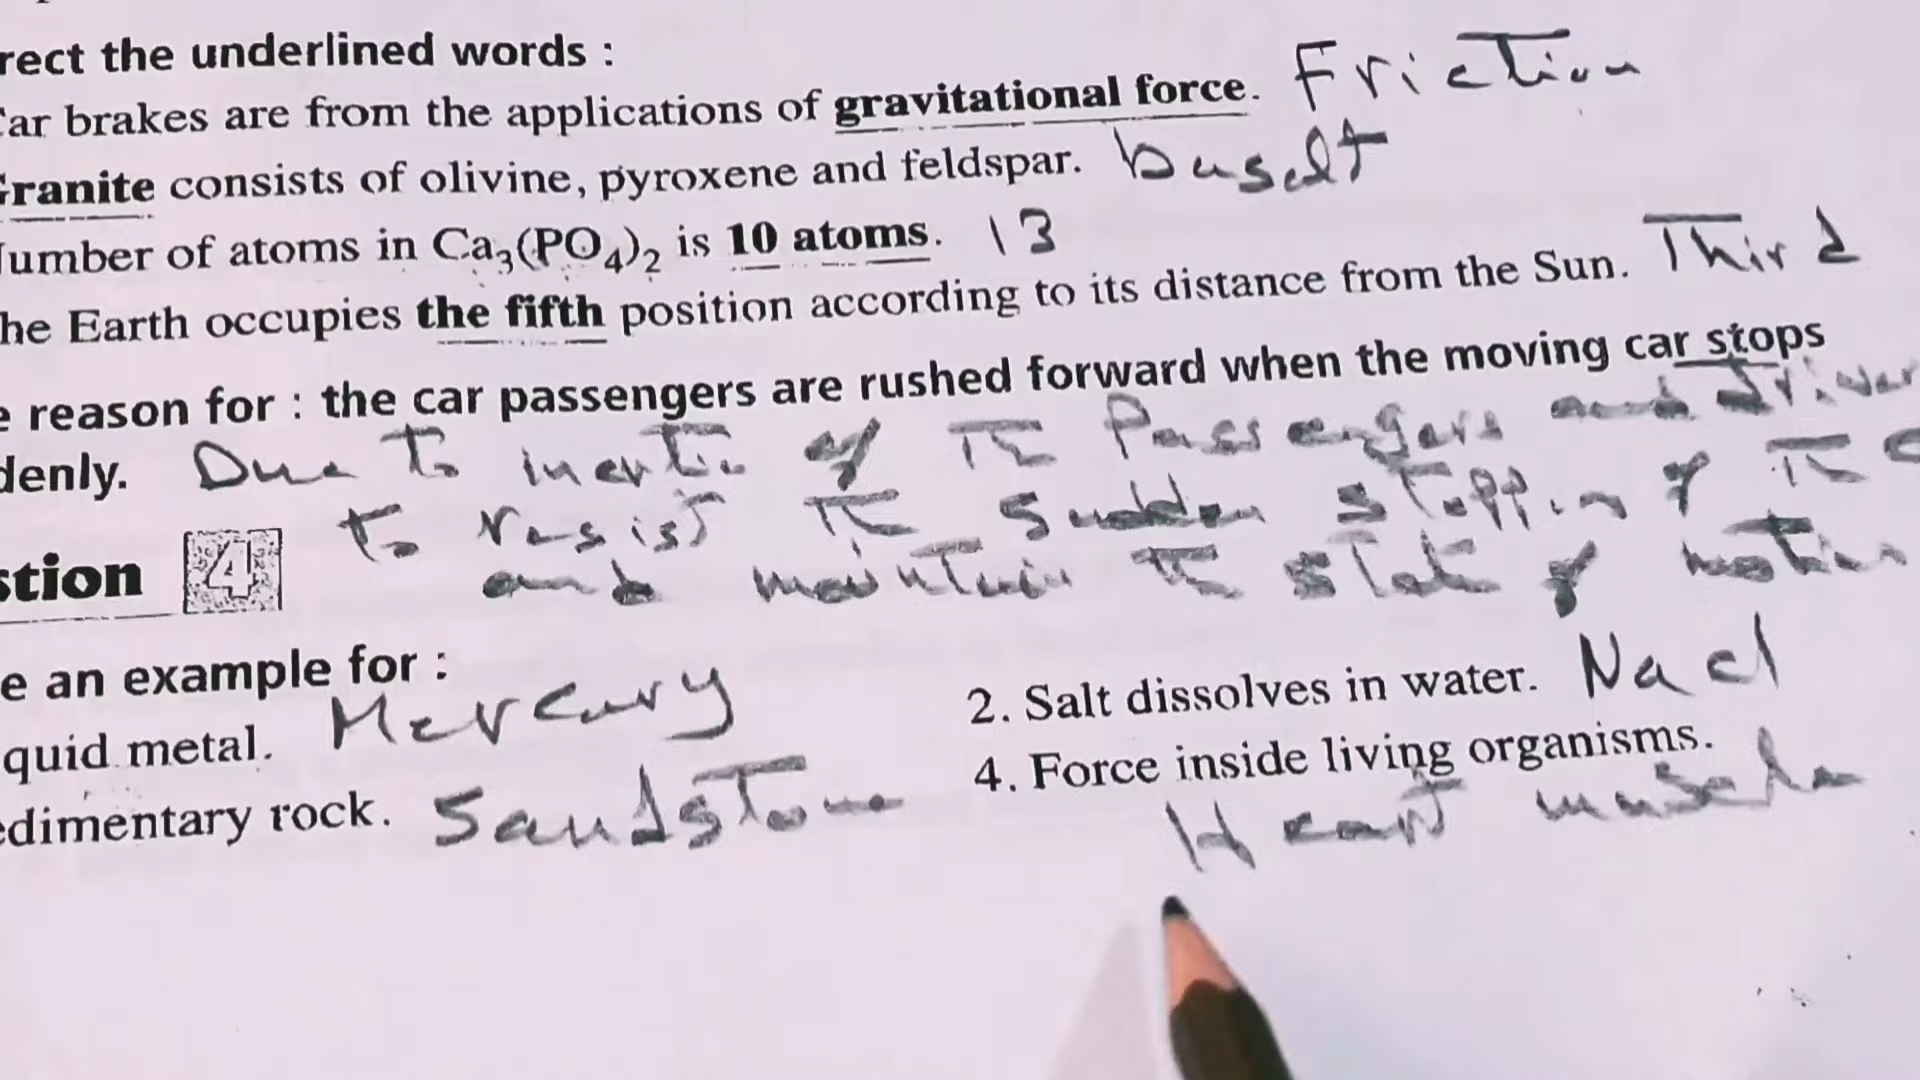 rect the underlined words :
Car brakes are from the applications of gravitational force. Friction
Granite consists of olivine, pyroxene and feldspar. basalt
Number of atoms in Ca₃(PO₄)₂ is 10 atoms. 13
he Earth occupies the fifth position according to its distance from the Sun. Third
e reason for : the car passengers are rushed forward when the moving car stops
denly. Due to inertia of the Passengers and driver
to resist the sudden stopping of the c
and maintain the state of motion
stion 4
e an example for :
quid metal. Mercury
2. Salt dissolves in water. Nacl
edimentary rock. Sandstone
4. Force inside living organisms.
Heart muscle